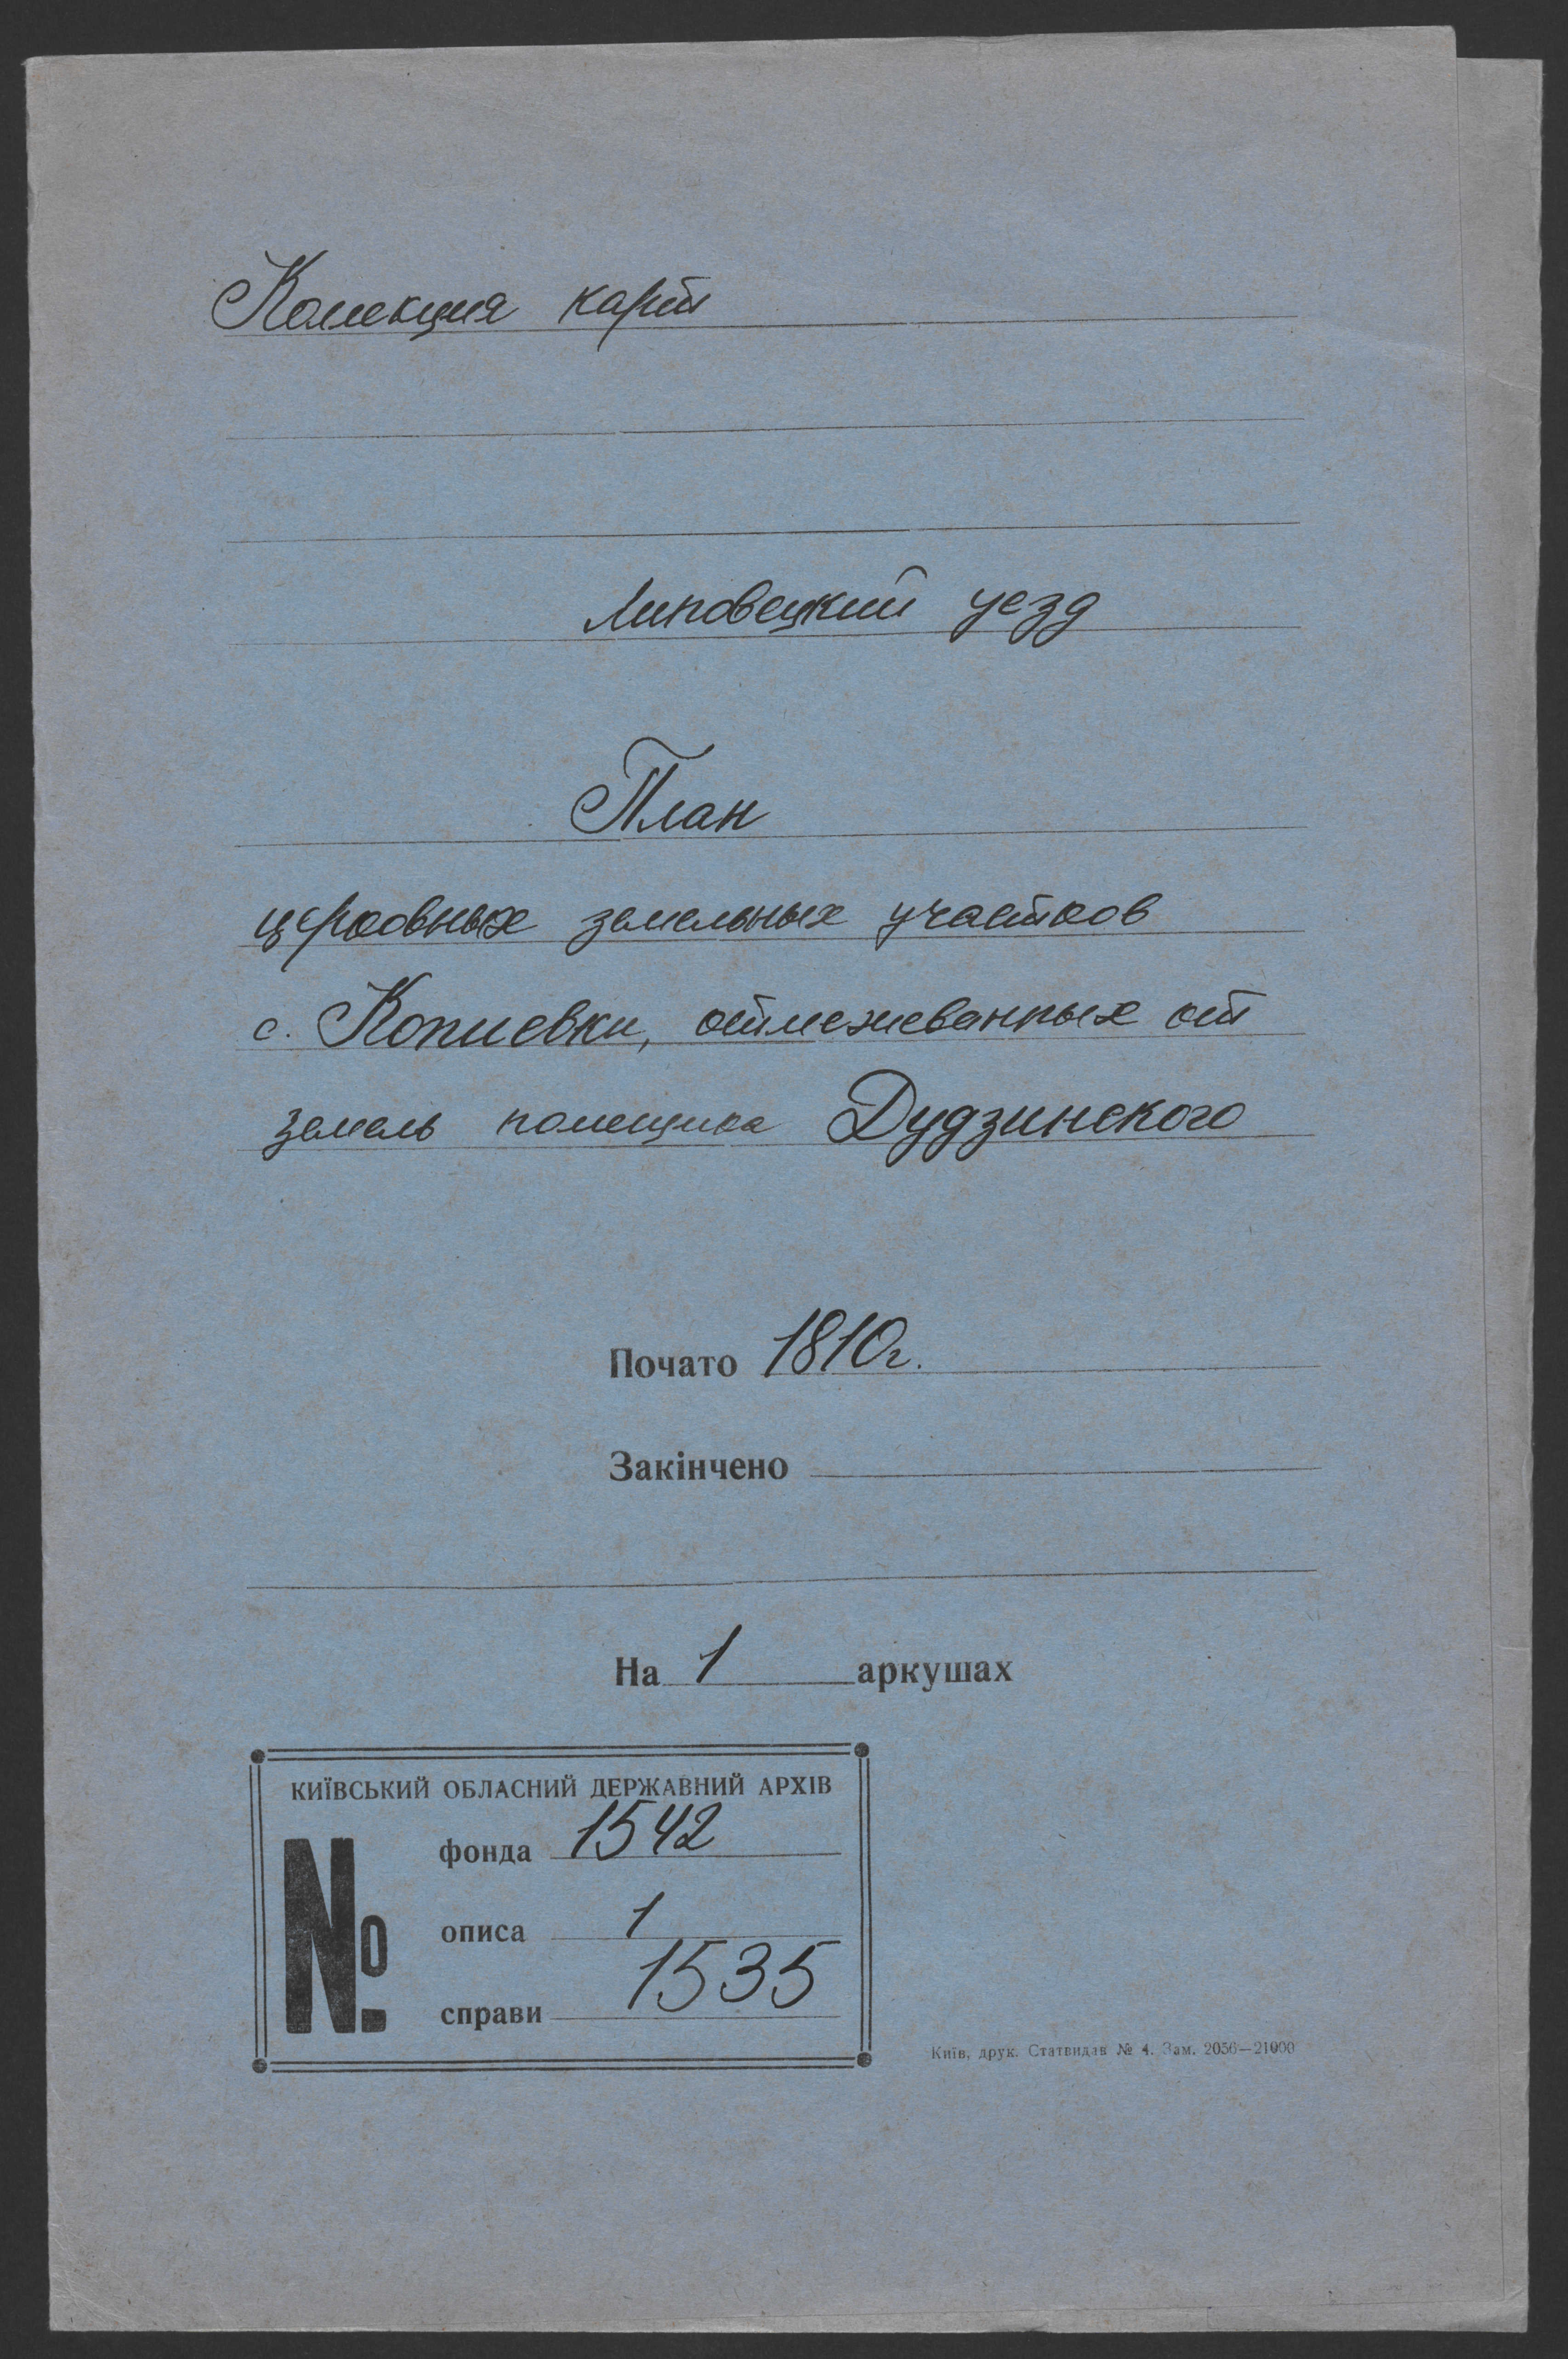 Колекция карт
Липовецкий уезд
План
церковных земельных участков
с. Копиевки, отмежеванных от
земель помещика Дудзинского
Почато 1810г.
Закінчено
На 1 аркушах
КИЇВСЬКИЙ ОБЛАСНИЙ ДЕРЖАВНИЙ АРХІВ
№ фонда 1542
описа 1
справи 1535
Київ, друк. Статвидав № 4. Зам. 2056—21000